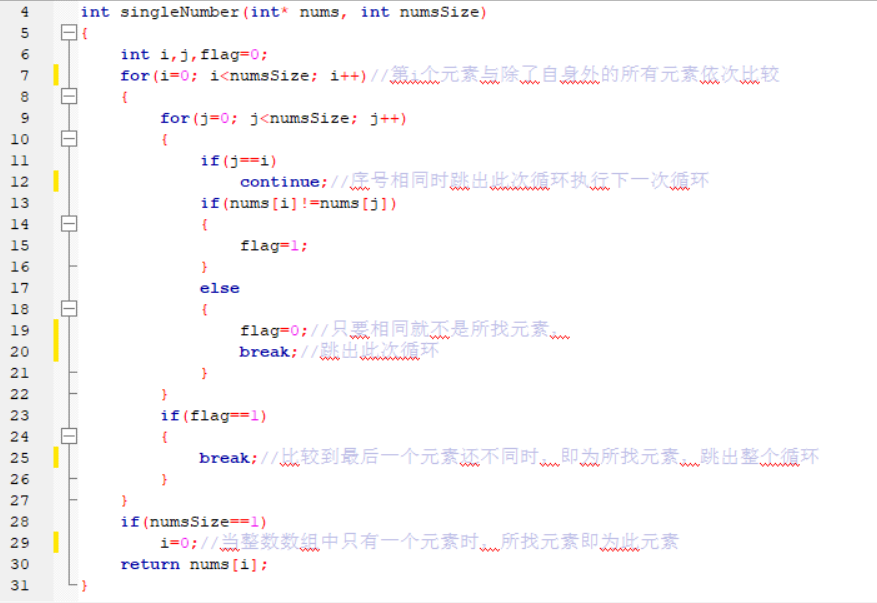 4 int singleNumber(int* nums, int numsSize)
5 {
6 int i,j,flag=0;
7 for(i=0; i<numsSize; i++)//第i个元素与除了自身外的所有元素依次比较
8 {
9 for(j=0; j<numsSize; j++)
10 {
11 if(j==i)
12 continue;//序号相同时跳出此次循环执行下一次循环
13 if(nums[i]!=nums[j])
14 {
15 flag=1;
16 }
17 else
18 {
19 flag=0;//只要相同就不是所找元素，
20 break;//跳出此次循环
21 }
22 }
23 if(flag==1)
24 {
25 break;//比较到最后一个元素还不同时，即为所找元素，跳出整个循环
26 }
27 }
28 if(numsSize==1)
29 i=0;//当整数数组中只有一个元素时，所找元素即为此元素
30 return nums[i];
31 }